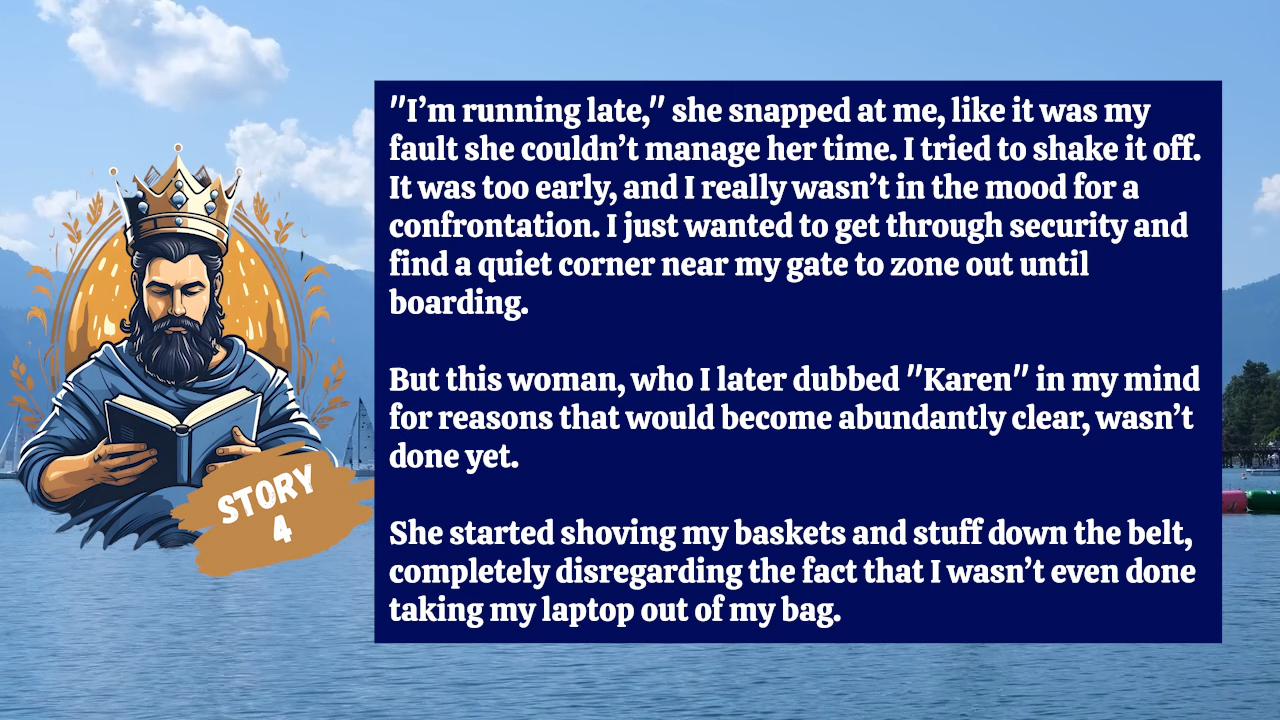 "I’m running late," she snapped at me, like it was my
fault she couldn’t manage her time. I tried to shake it off.
It was too early, and I really wasn’t in the mood for a
confrontation. I just wanted to get through security and
find a quiet corner near my gate to zone out until
boarding.
But this woman, who I later dubbed "Karen" in my mind
for reasons that would become abundantly clear, wasn’t
done yet.
She started shoving my baskets and stuff down the belt,
completely disregarding the fact that I wasn’t even done
taking my laptop out of my bag.
STORY
4